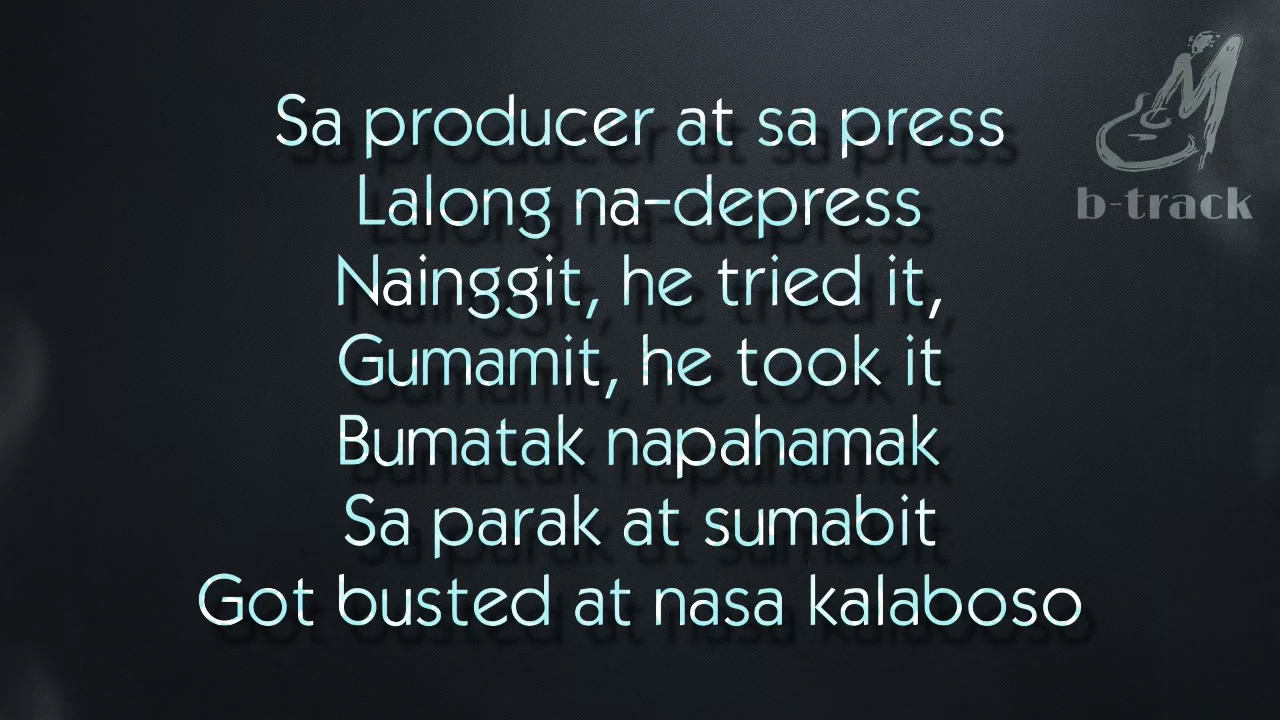 Sa producer at sa press
Lalong na-depress
Nainggit, he tried it,
Gumamit, he took it
Bumatak napahamak
Sa parak at sumabit
Got busted at nasa kalaboso
b-track